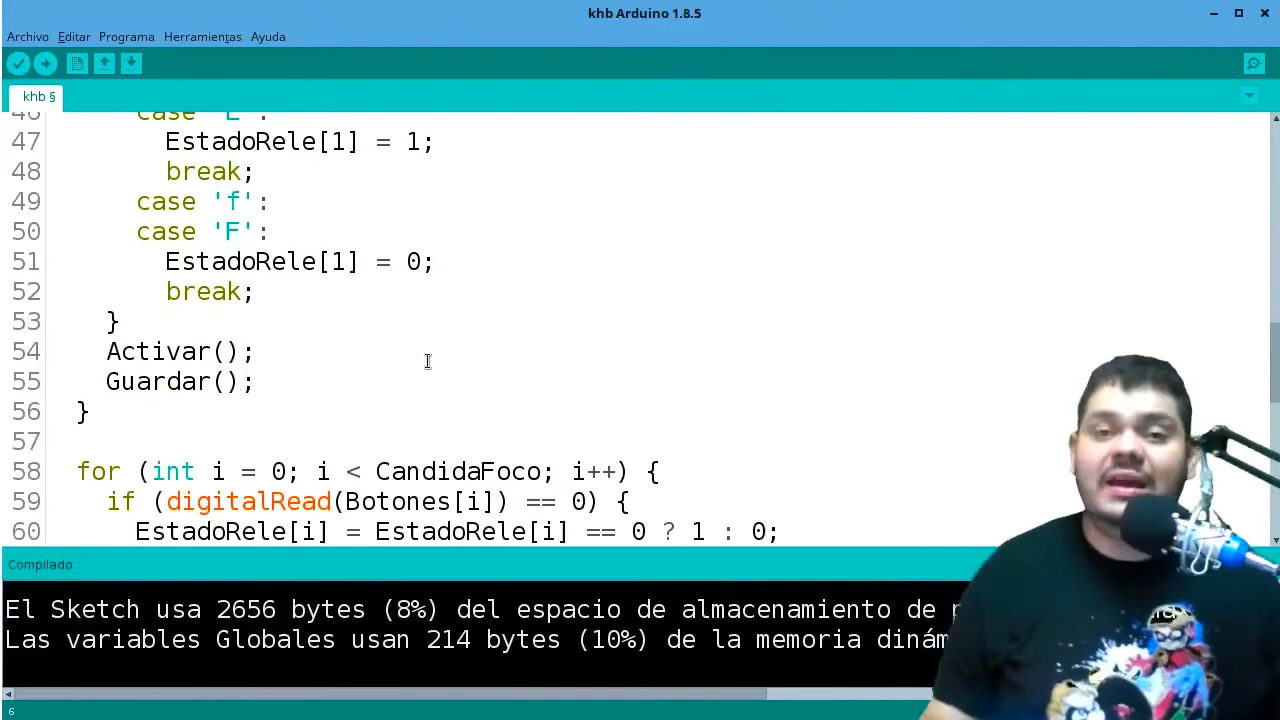 khb Arduino 1.8.5
Archivo Editar Programa Herramientas Ayuda
khb §
46 case 'E':
47 EstadoRele[1] = 1;
48 break;
49 case 'f':
50 case 'F':
51 EstadoRele[1] = 0;
52 break;
53 }
54 Activar();
55 Guardar();
56 }
57
58 for (int i = 0; i < CandidaFoco; i++) {
59 if (digitalRead(Botones[i]) == 0) {
60 EstadoRele[i] = EstadoRele[i] == 0 ? 1 : 0;
Compilado
El Sketch usa 2656 bytes (8%) del espacio de almacenamiento de
Las variables Globales usan 214 bytes (10%) de la memoria
6